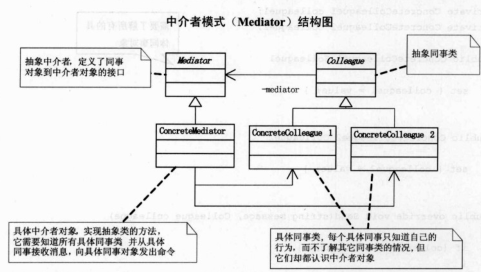 中介者模式（Mediator）结构图
抽象中介者，定义了同事
对象到中介者对象的接口
Mediator
Colleague
抽象同事类
-mediator
ConcreteMediator
ConcreteColleague 1
ConcreteColleague 2
具体中介者对象，实现抽象类的方法，
它需要知道所有具体同事类 并从具体
同事接收消息，向具体同事对象发出命令
具体同事类，每个具体同事只知道自己的
行为，而不了解其它同事类的情况，但
它们却都认识中介者对象